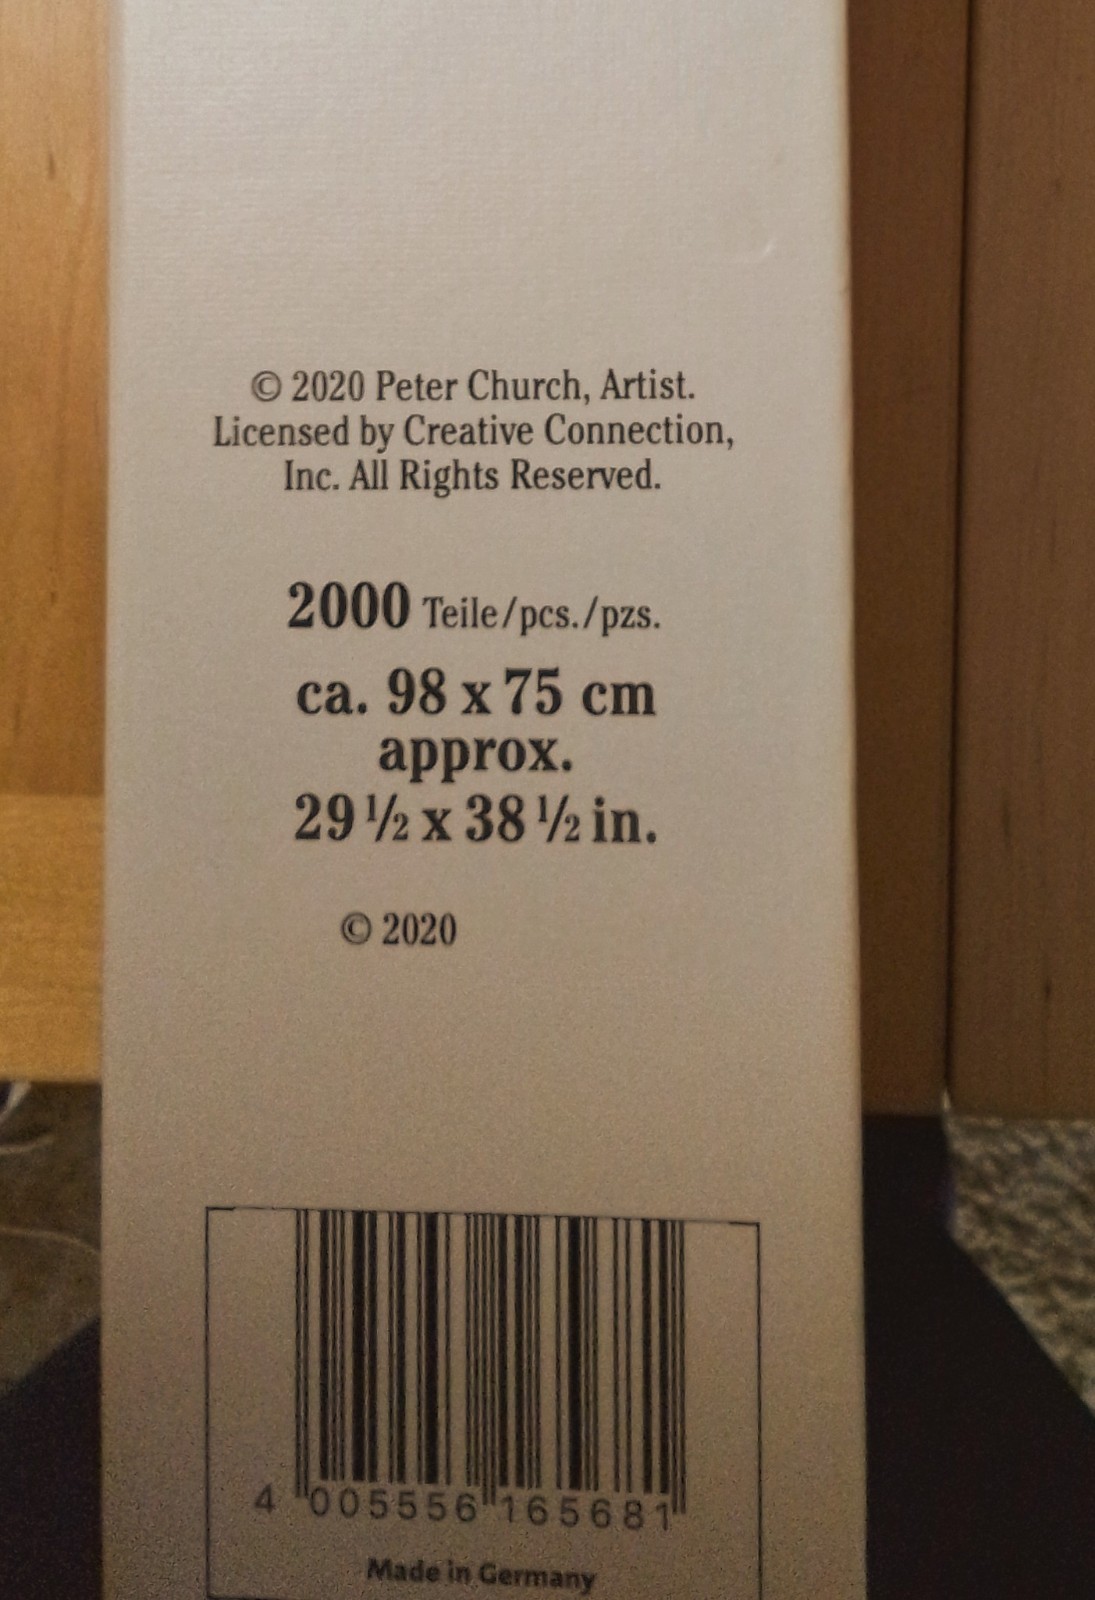 © 2020 Peter Church, Artist.
Licensed by Creative Connection,
Inc. All Rights Reserved.
2000 Teile/pcs./pzs.
ca. 98 x 75 cm
approx.
29 ½ x 38 ½ in.
© 2020
4 005556 165681
Made in Germany